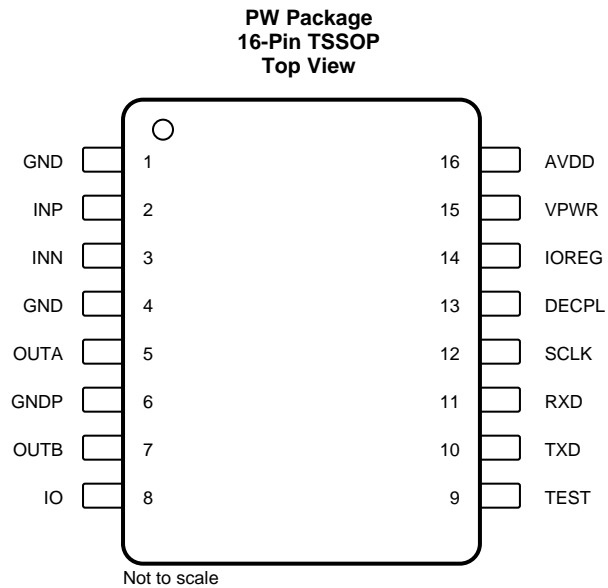 PW Package
16-Pin TSSOP
Top View
GND 1 16 AVDD
INP 2 15 VPWR
INN 3 14 IOREG
GND 4 13 DECPL
OUTA 5 12 SCLK
GNDP 6 11 RXD
OUTB 7 10 TXD
IO 8 9 TEST
Not to scale